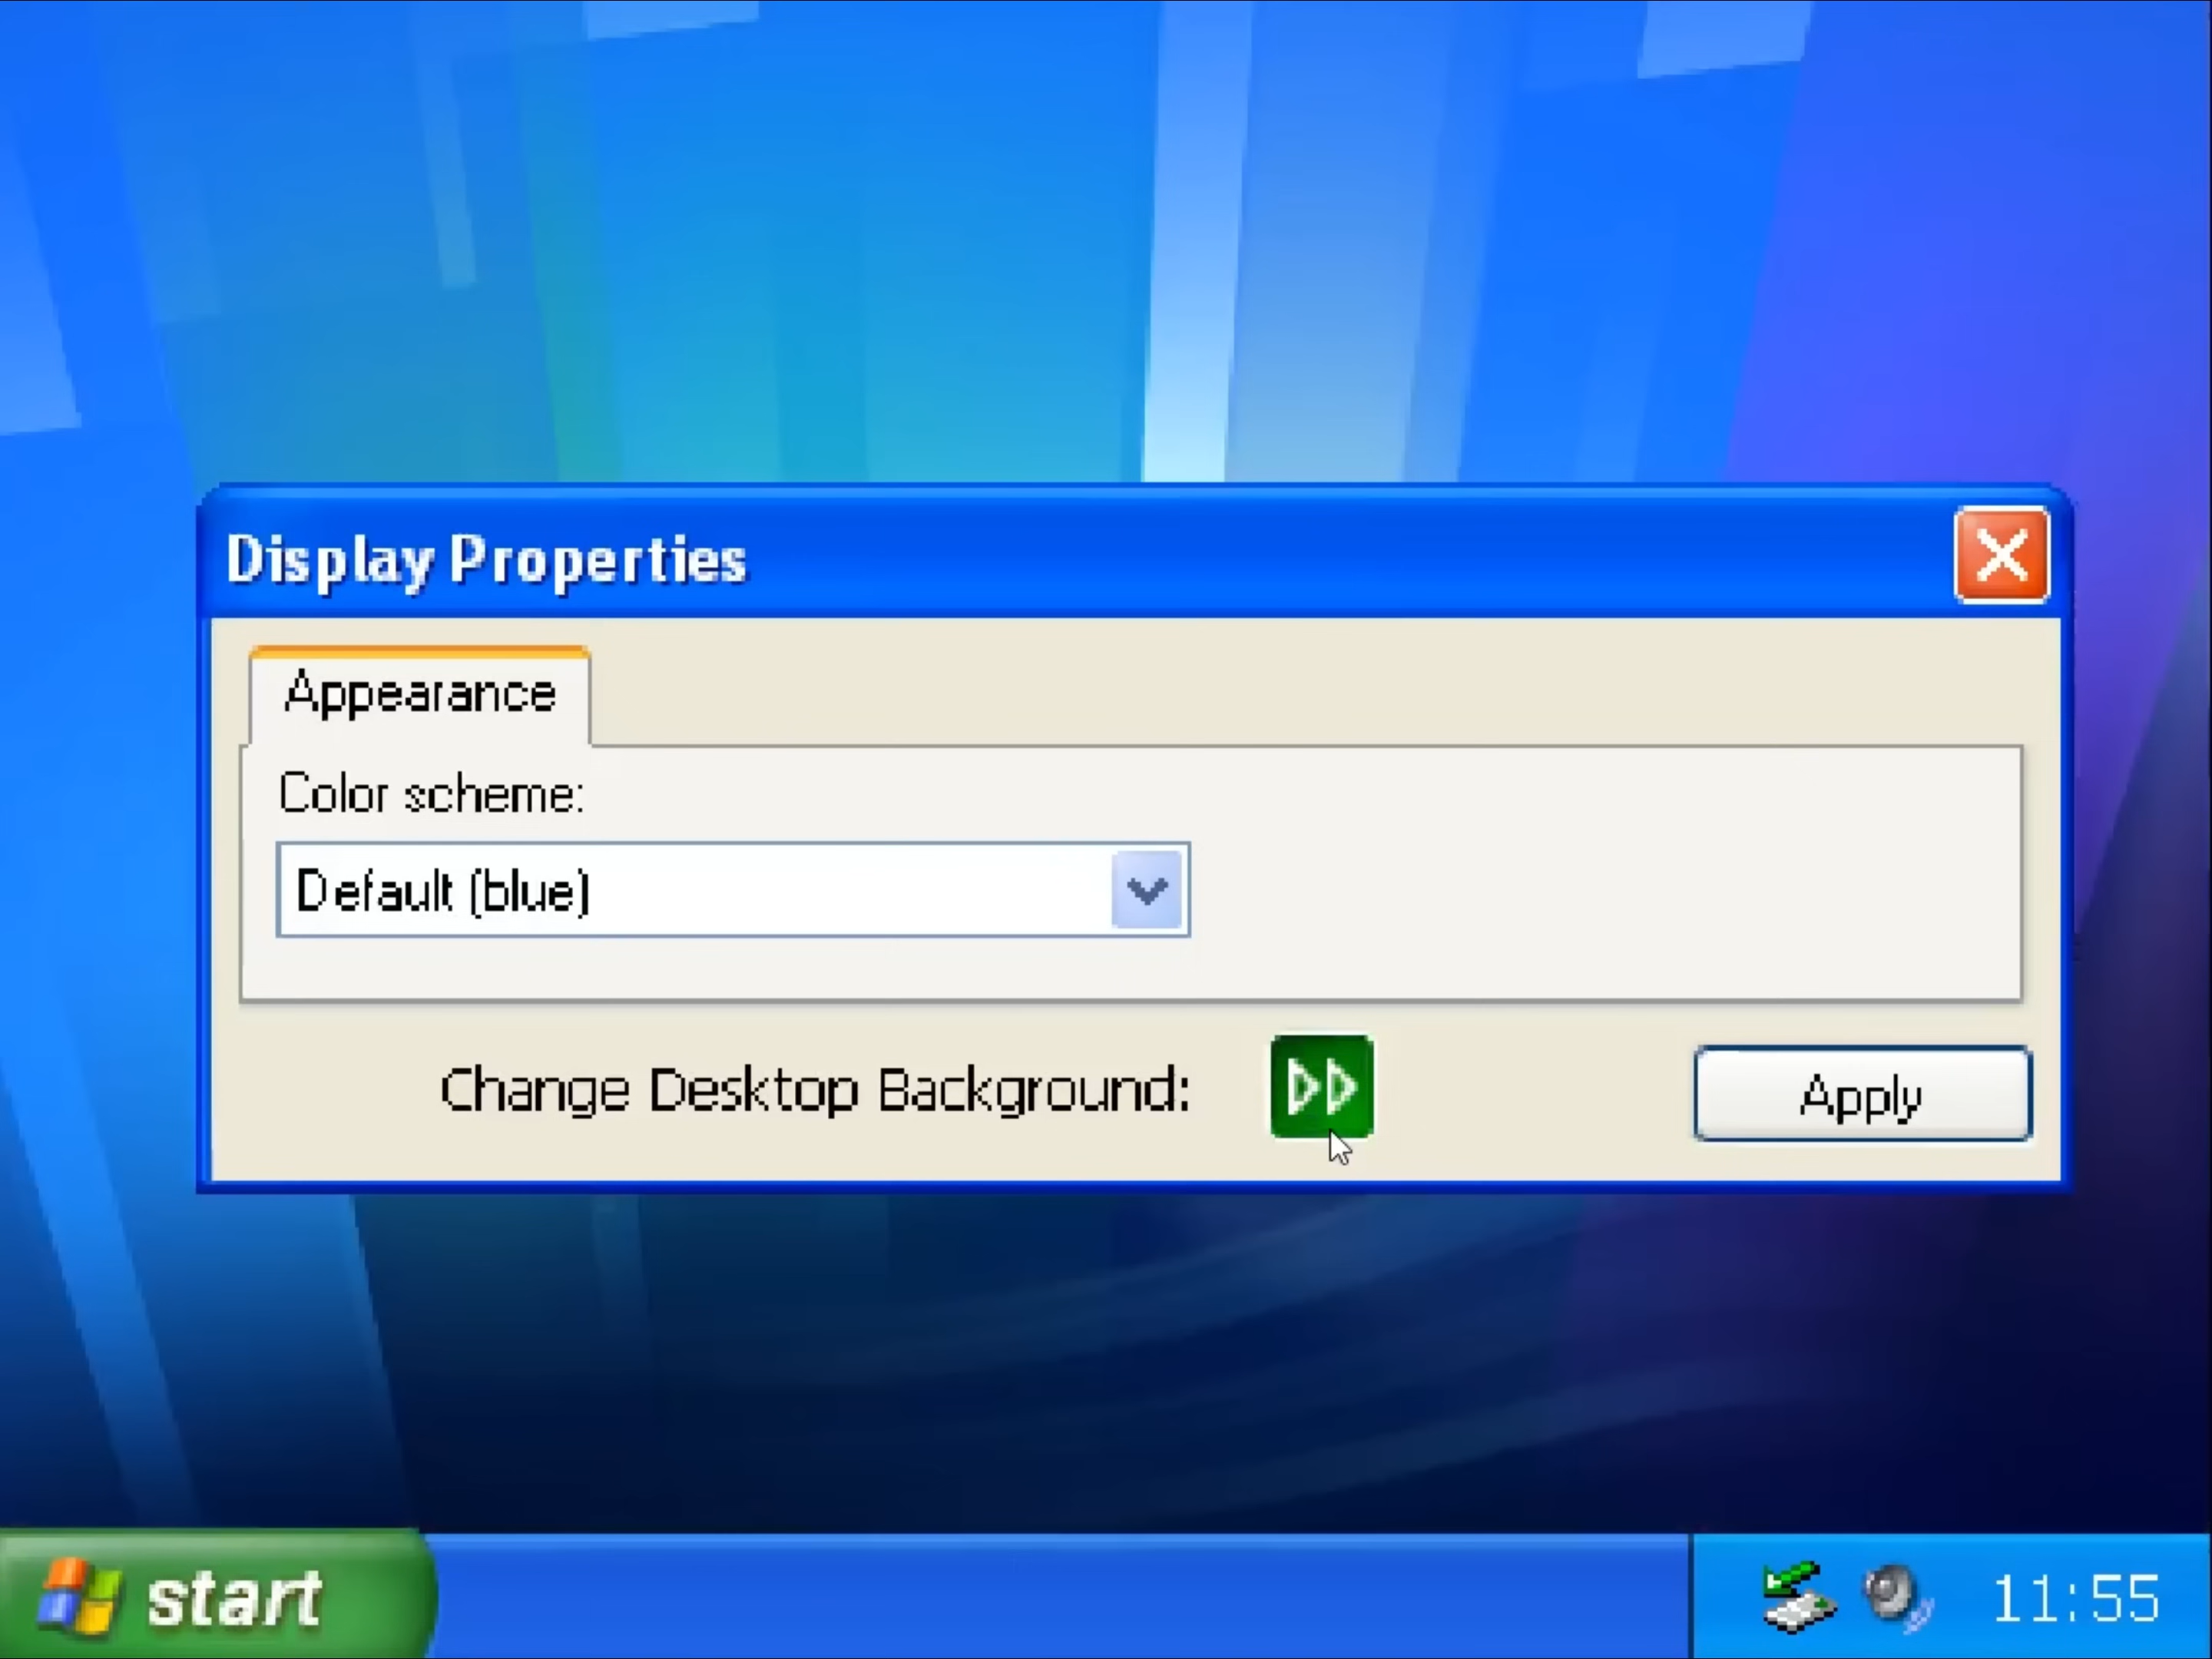 Display Properties
Appearance
Color scheme:
Default (blue)
Change Desktop Background:
Apply
start
11:55